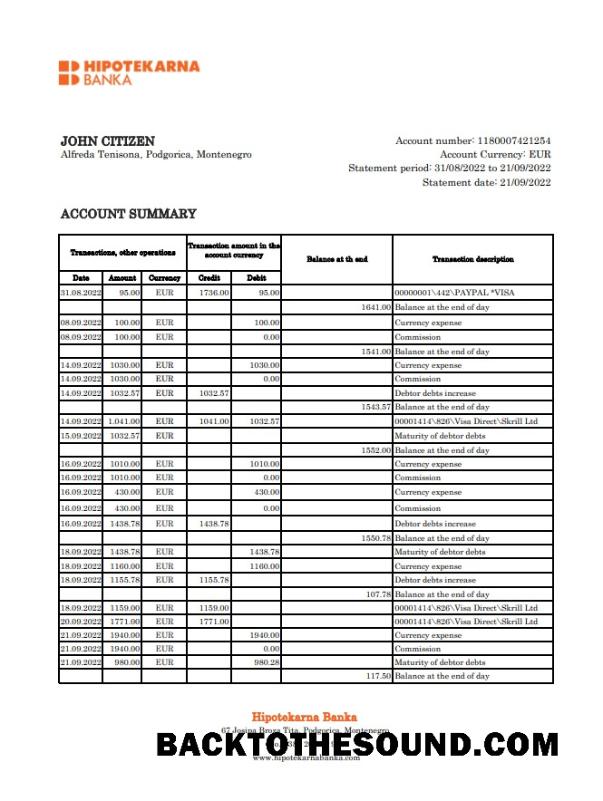 HIPOTEKARNA
BANKA
JOHN CITIZEN
Alfreda Tenisona, Podgorica, Montenegro
Account number: 1180007421254
Account Currency: EUR
Statement period: 31/08/2022 to 21/09/2022
Statement date: 21/09/2022
ACCOUNT SUMMARY
Transactions, other operations Transaction amount in the account currency Balance at th end Transaction description
Date Amount Currency Credit Debit
31.08.2022 95.00 EUR 1736.00 95.00 00000001\442\PAYPAL *VISA
1641.00 Balance at the end of day
08.09.2022 100.00 EUR 100.00 Currency expense
08.09.2022 100.00 EUR 0.00 Commission
1541.00 Balance at the end of day
14.09.2022 1030.00 EUR 1030.00 Currency expense
14.09.2022 1030.00 EUR 0.00 Commission
14.09.2022 1032.57 EUR 1032.57 Debtor debts increase
1543.57 Balance at the end of day
14.09.2022 1.041.00 EUR 1041.00 1032.57 00001414\826\Visa Direct\Skrill Ltd
15.09.2022 1032.57 EUR Maturity of debtor debts
1552.00 Balance at the end of day
16.09.2022 1010.00 EUR 1010.00 Currency expense
16.09.2022 1010.00 EUR 0.00 Commission
16.09.2022 430.00 EUR 430.00 Currency expense
16.09.2022 430.00 EUR 0.00 Commission
16.09.2022 1438.78 EUR 1438.78 Debtor debts increase
1550.78 Balance at the end of day
18.09.2022 1438.78 EUR 1438.78 Maturity of debtor debts
18.09.2022 1160.00 EUR 1160.00 Currency expense
18.09.2022 1155.78 EUR 1155.78 Debtor debts increase
107.78 Balance at the end of day
18.09.2022 1159.00 EUR 1159.00 00001414\826\Visa Direct\Skrill Ltd
20.09.2022 1771.00 EUR 1771.00 00001414\826\Visa Direct\Skrill Ltd
21.09.2022 1940.00 EUR 1940.00 Currency expense
21.09.2022 1940.00 EUR 0.00 Commission
21.09.2022 980.00 EUR 980.28 Maturity of debtor debts
117.50 Balance at the end of day
Hipotekarna Banka
67 Josipa Broza Tita, Podgorica, Montenegro
BACKTOTHESOUND.COM
www.hipotekarnabanka.com